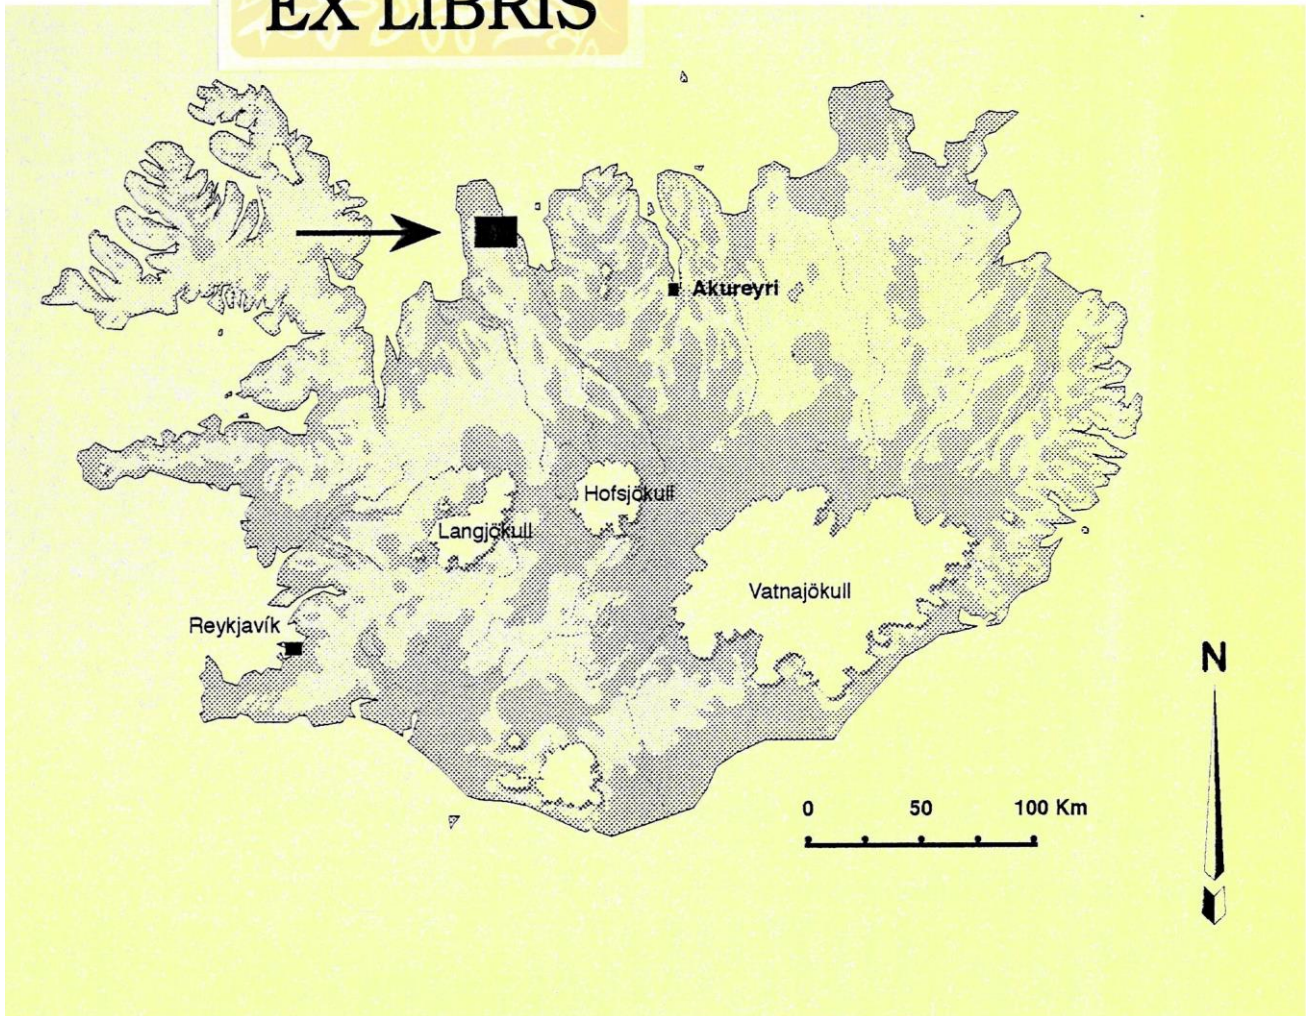 EX LIBRIS
Akureyri
Hofsjökull
Langjökull
Vatnajökull
Reykjavík
N
0 50 100 Km